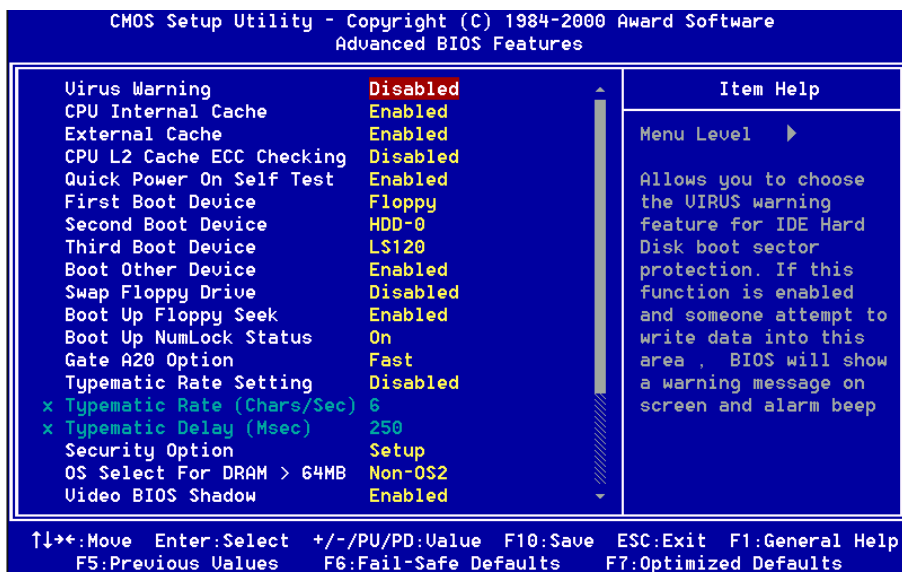 CMOS Setup Utility - Copyright (C) 1984-2000 Award Software
Advanced BIOS Features
Virus Warning Disabled
CPU Internal Cache Enabled
External Cache Enabled
CPU L2 Cache ECC Checking Disabled
Quick Power On Self Test Enabled
First Boot Device Floppy
Second Boot Device HDD-0
Third Boot Device LS120
Boot Other Device Enabled
Swap Floppy Drive Disabled
Boot Up Floppy Seek Enabled
Boot Up NumLock Status On
Gate A20 Option Fast
Typematic Rate Setting Disabled
x Typematic Rate (Chars/Sec) 6
x Typematic Delay (Msec) 250
Security Option Setup
OS Select For DRAM > 64MB Non-OS2
Video BIOS Shadow Enabled
Item Help
Menu Level
Allows you to choose
the VIRUS warning
feature for IDE Hard
Disk boot sector
protection. If this
function is enabled
and someone attempt to
write data into this
area , BIOS will show
a warning message on
screen and alarm beep
↑↓→←:Move Enter:Select +/-/PU/PD:Value F10:Save ESC:Exit F1:General Help
F5:Previous Values F6:Fail-Safe Defaults F7:Optimized Defaults